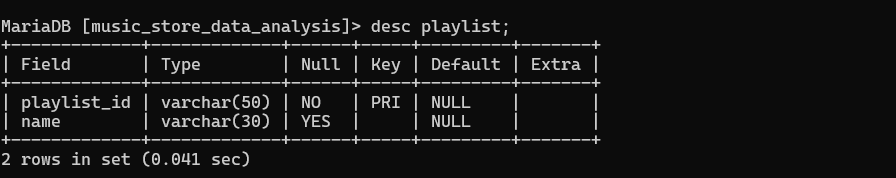 MariaDB [music_store_data_analysis]> desc playlist;
+-------------+-------------+------+-----+---------+-------+
| Field       | Type        | Null | Key | Default | Extra |
+-------------+-------------+------+-----+---------+-------+
| playlist_id | varchar(50) | NO   | PRI | NULL    |       |
| name        | varchar(30) | YES  |     | NULL    |       |
+-------------+-------------+------+-----+---------+-------+
2 rows in set (0.041 sec)